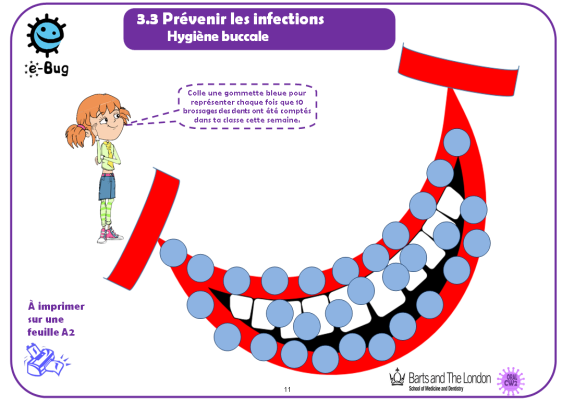 3.3 Prévenir les infections
Hygiène buccale
e-Bug
Colle une gommette bleue pour
représenter chaque fois que 10
brossages des dents ont été comptés
dans ta classe cette semaine.
À imprimer
sur une
feuille A2
Barts and The London
School of Medicine and Dentistry
ORAL
CW2
11